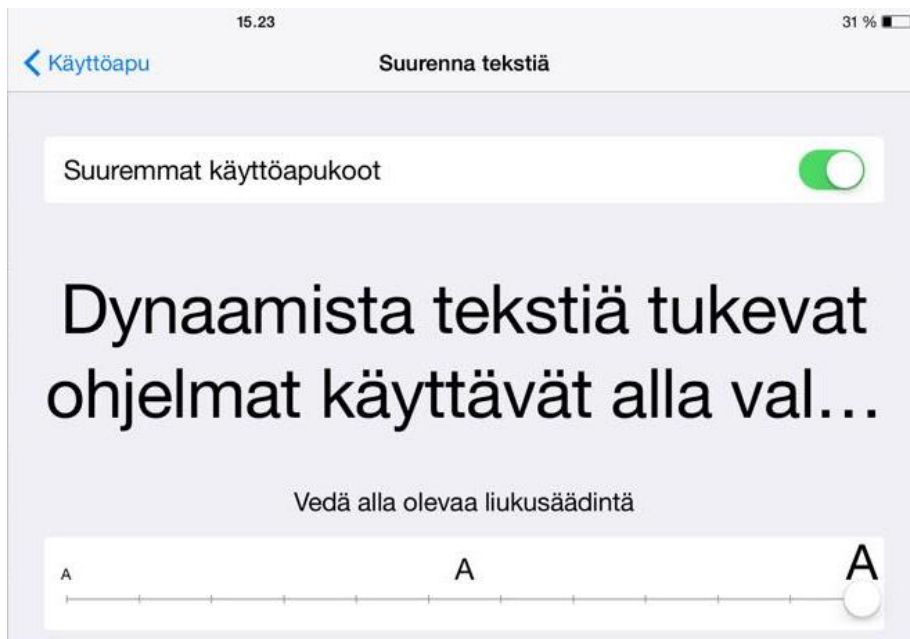 15.23 31 %
Käyttöapu Suurenna tekstiä
Suuremmat käyttöapukoot
Dynaamista tekstiä tukevat
ohjelmat käyttävät alla val…
Vedä alla olevaa liukusäädintä
A A A